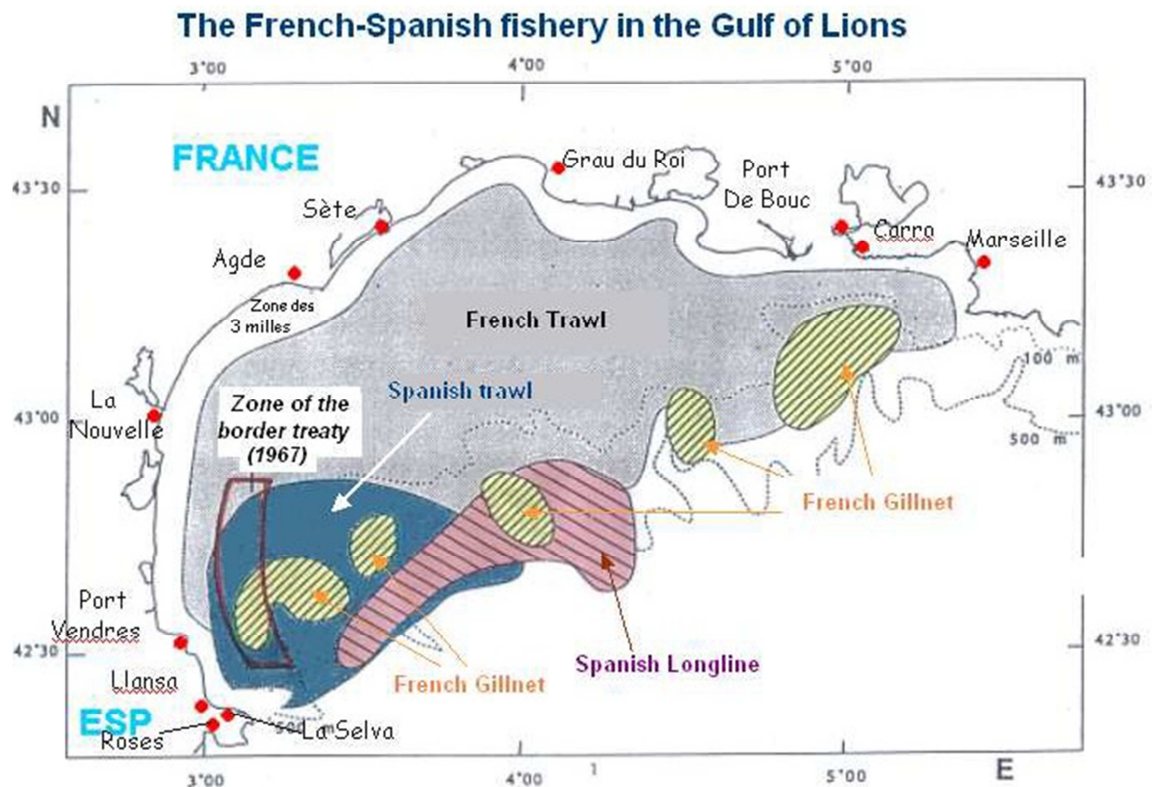 The French-Spanish fishery in the Gulf of Lions
3°00
4°00
5°00
N
FRANCE
Grau du Roi
Port
De Bouc
43°30
43°30
Sète
Carro
Marseille
Agde
Zone des
3 milles
French Trawl
100 m
Spanish trawl
La
Nouvelle
Zone of the
border treaty
(1967)
43°00
43°00
500 m
French Gillnet
Port
Vendres
42°30
42°30
Spanish Longline
French Gillnet
Llansa
ESP
Roses
500 m
La Selva
3°00
4°00
1
5°00
E